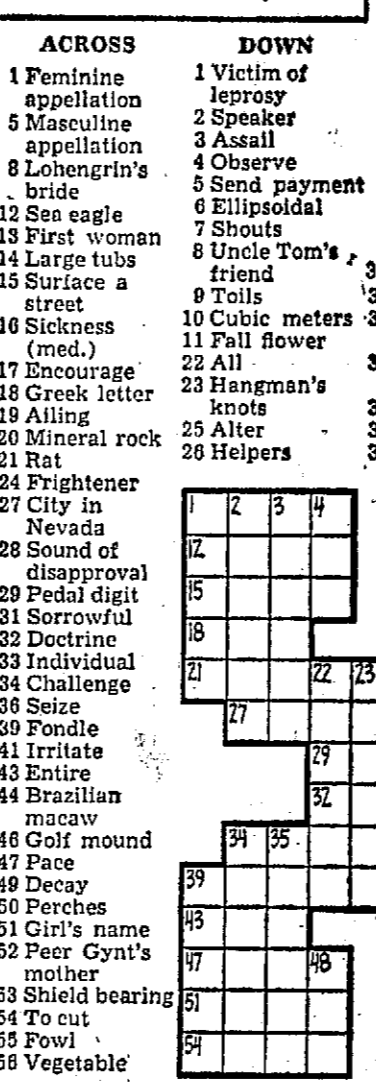 ACROSS
1 Feminine
appellation
5 Masculine
appellation
8 Lohengrin's
bride
12 Sea eagle
13 First woman
14 Large tubs
15 Surface a
street
16 Sickness
(med.)
17 Encourage
18 Greek letter
19 Ailing
20 Mineral rock
21 Rat
24 Frightener
27 City in
Nevada
28 Sound of
disapproval
29 Pedal digit
31 Sorrowful
32 Doctrine
33 Individual
34 Challenge
36 Seize
39 Fondle
41 Irritate
43 Entire
44 Brazilian
macaw
46 Golf mound
47 Pace
49 Decay
50 Perches
51 Girl's name
52 Peer Gynt's
mother
53 Shield bearing
54 To cut
55 Fowl
56 Vegetable
DOWN
1 Victim of
leprosy
2 Speaker
3 Assail
4 Observe
5 Send payment
6 Ellipsoidal
7 Shouts
8 Uncle Tom's
friend
9 Toils
10 Cubic meters
11 Fall flower
22 All
23 Hangman's
knots
25 Alter
26 Helpers
3
3
3
3
3
3
3
1 2 3 4
12
15
18
21 22 23
27
29
32
34 35
39
43
47 48
51
54